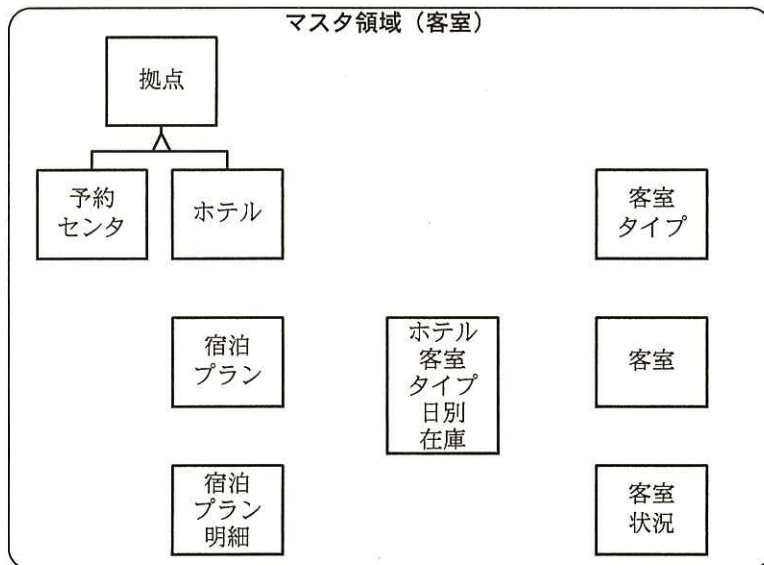 マスタ領域（客室）
拠点
予約
センタ
ホテル
客室
タイプ
宿泊
プラン
ホテル
客室
タイプ
日別
在庫
客室
宿泊
プラン
明細
客室
状況